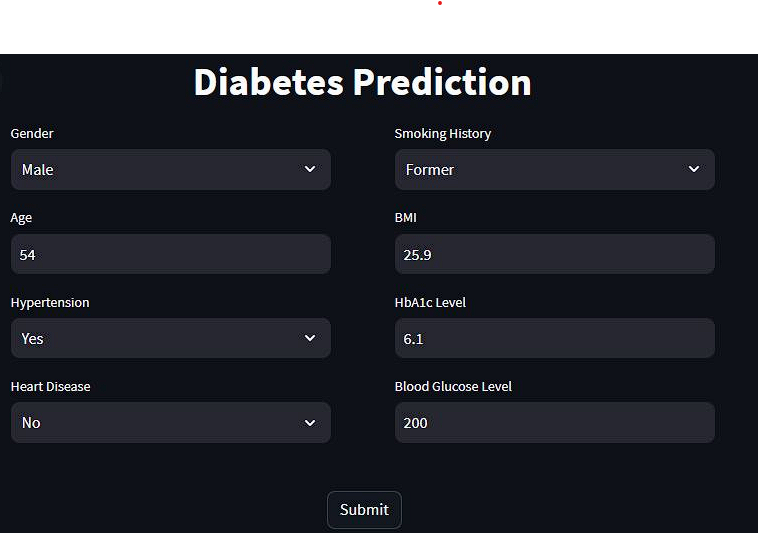 Diabetes Prediction
Gender
Smoking History
Male
Former
Age
BMI
54
25.9
Hypertension
HbA1c Level
Yes
6.1
Heart Disease
Blood Glucose Level
No
200
Submit